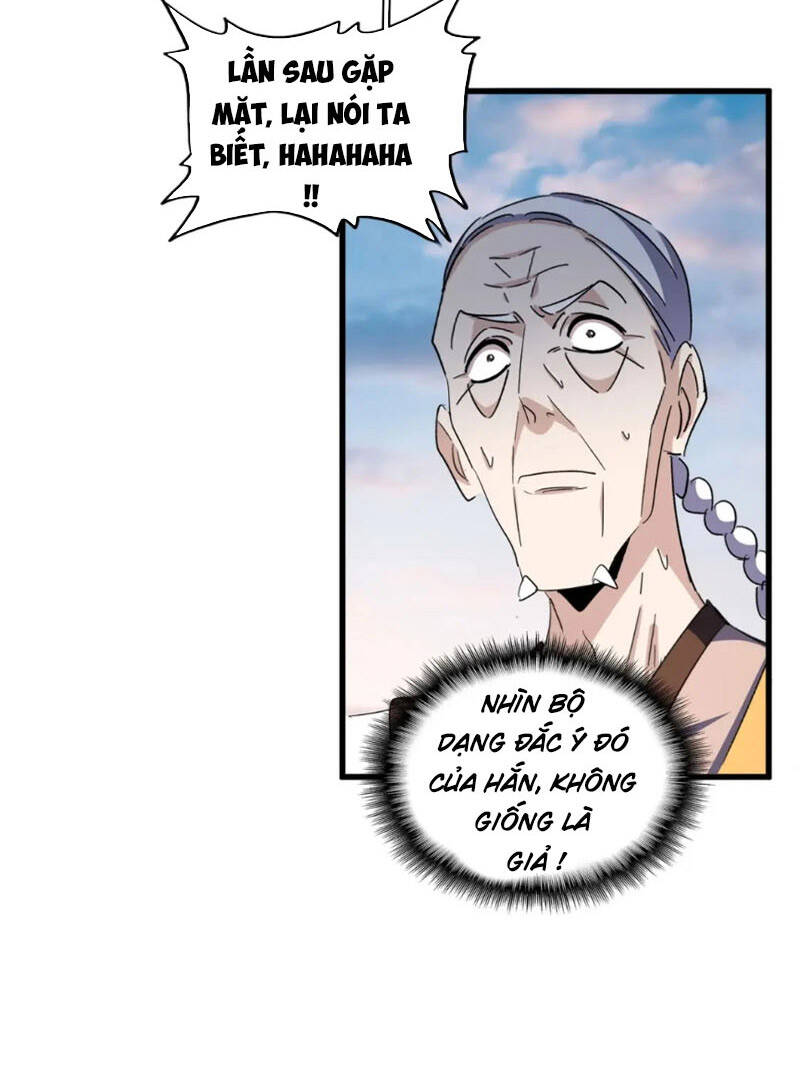 LẦN SAU GẶP
MẶT, LẠI NÓI TA
BIẾT, HAHAHAHA
!!
NHÌN BỘ
DẠNG ĐẮC Ý ĐÓ
CỦA HẮN, KHÔNG
GIỐNG LÀ
GIẢ !